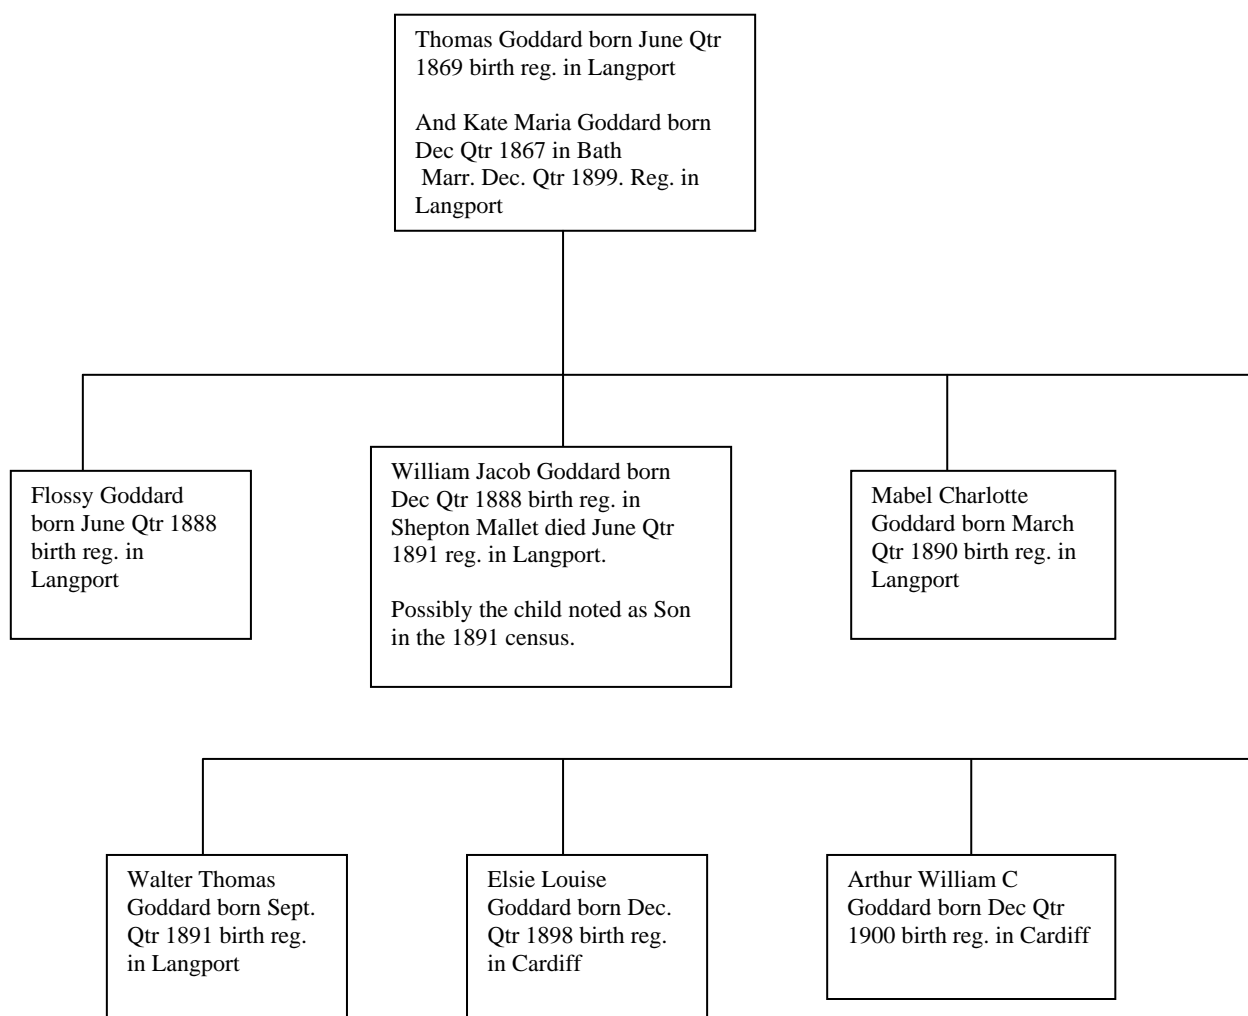 Thomas Goddard born June Qtr
1869 birth reg. in Langport
And Kate Maria Goddard born
Dec Qtr 1867 in Bath
Marr. Dec. Qtr 1899. Reg. in
Langport
Flossy Goddard
born June Qtr 1888
birth reg. in
Langport
William Jacob Goddard born
Dec Qtr 1888 birth reg. in
Shepton Mallet died June Qtr
1891 reg. in Langport.
Possibly the child noted as Son
in the 1891 census.
Mabel Charlotte
Goddard born March
Qtr 1890 birth reg. in
Langport
Walter Thomas
Goddard born Sept.
Qtr 1891 birth reg.
in Langport
Elsie Louise
Goddard born Dec.
Qtr 1898 birth reg.
in Cardiff
Arthur William C
Goddard born Dec Qtr
1900 birth reg. in Cardiff